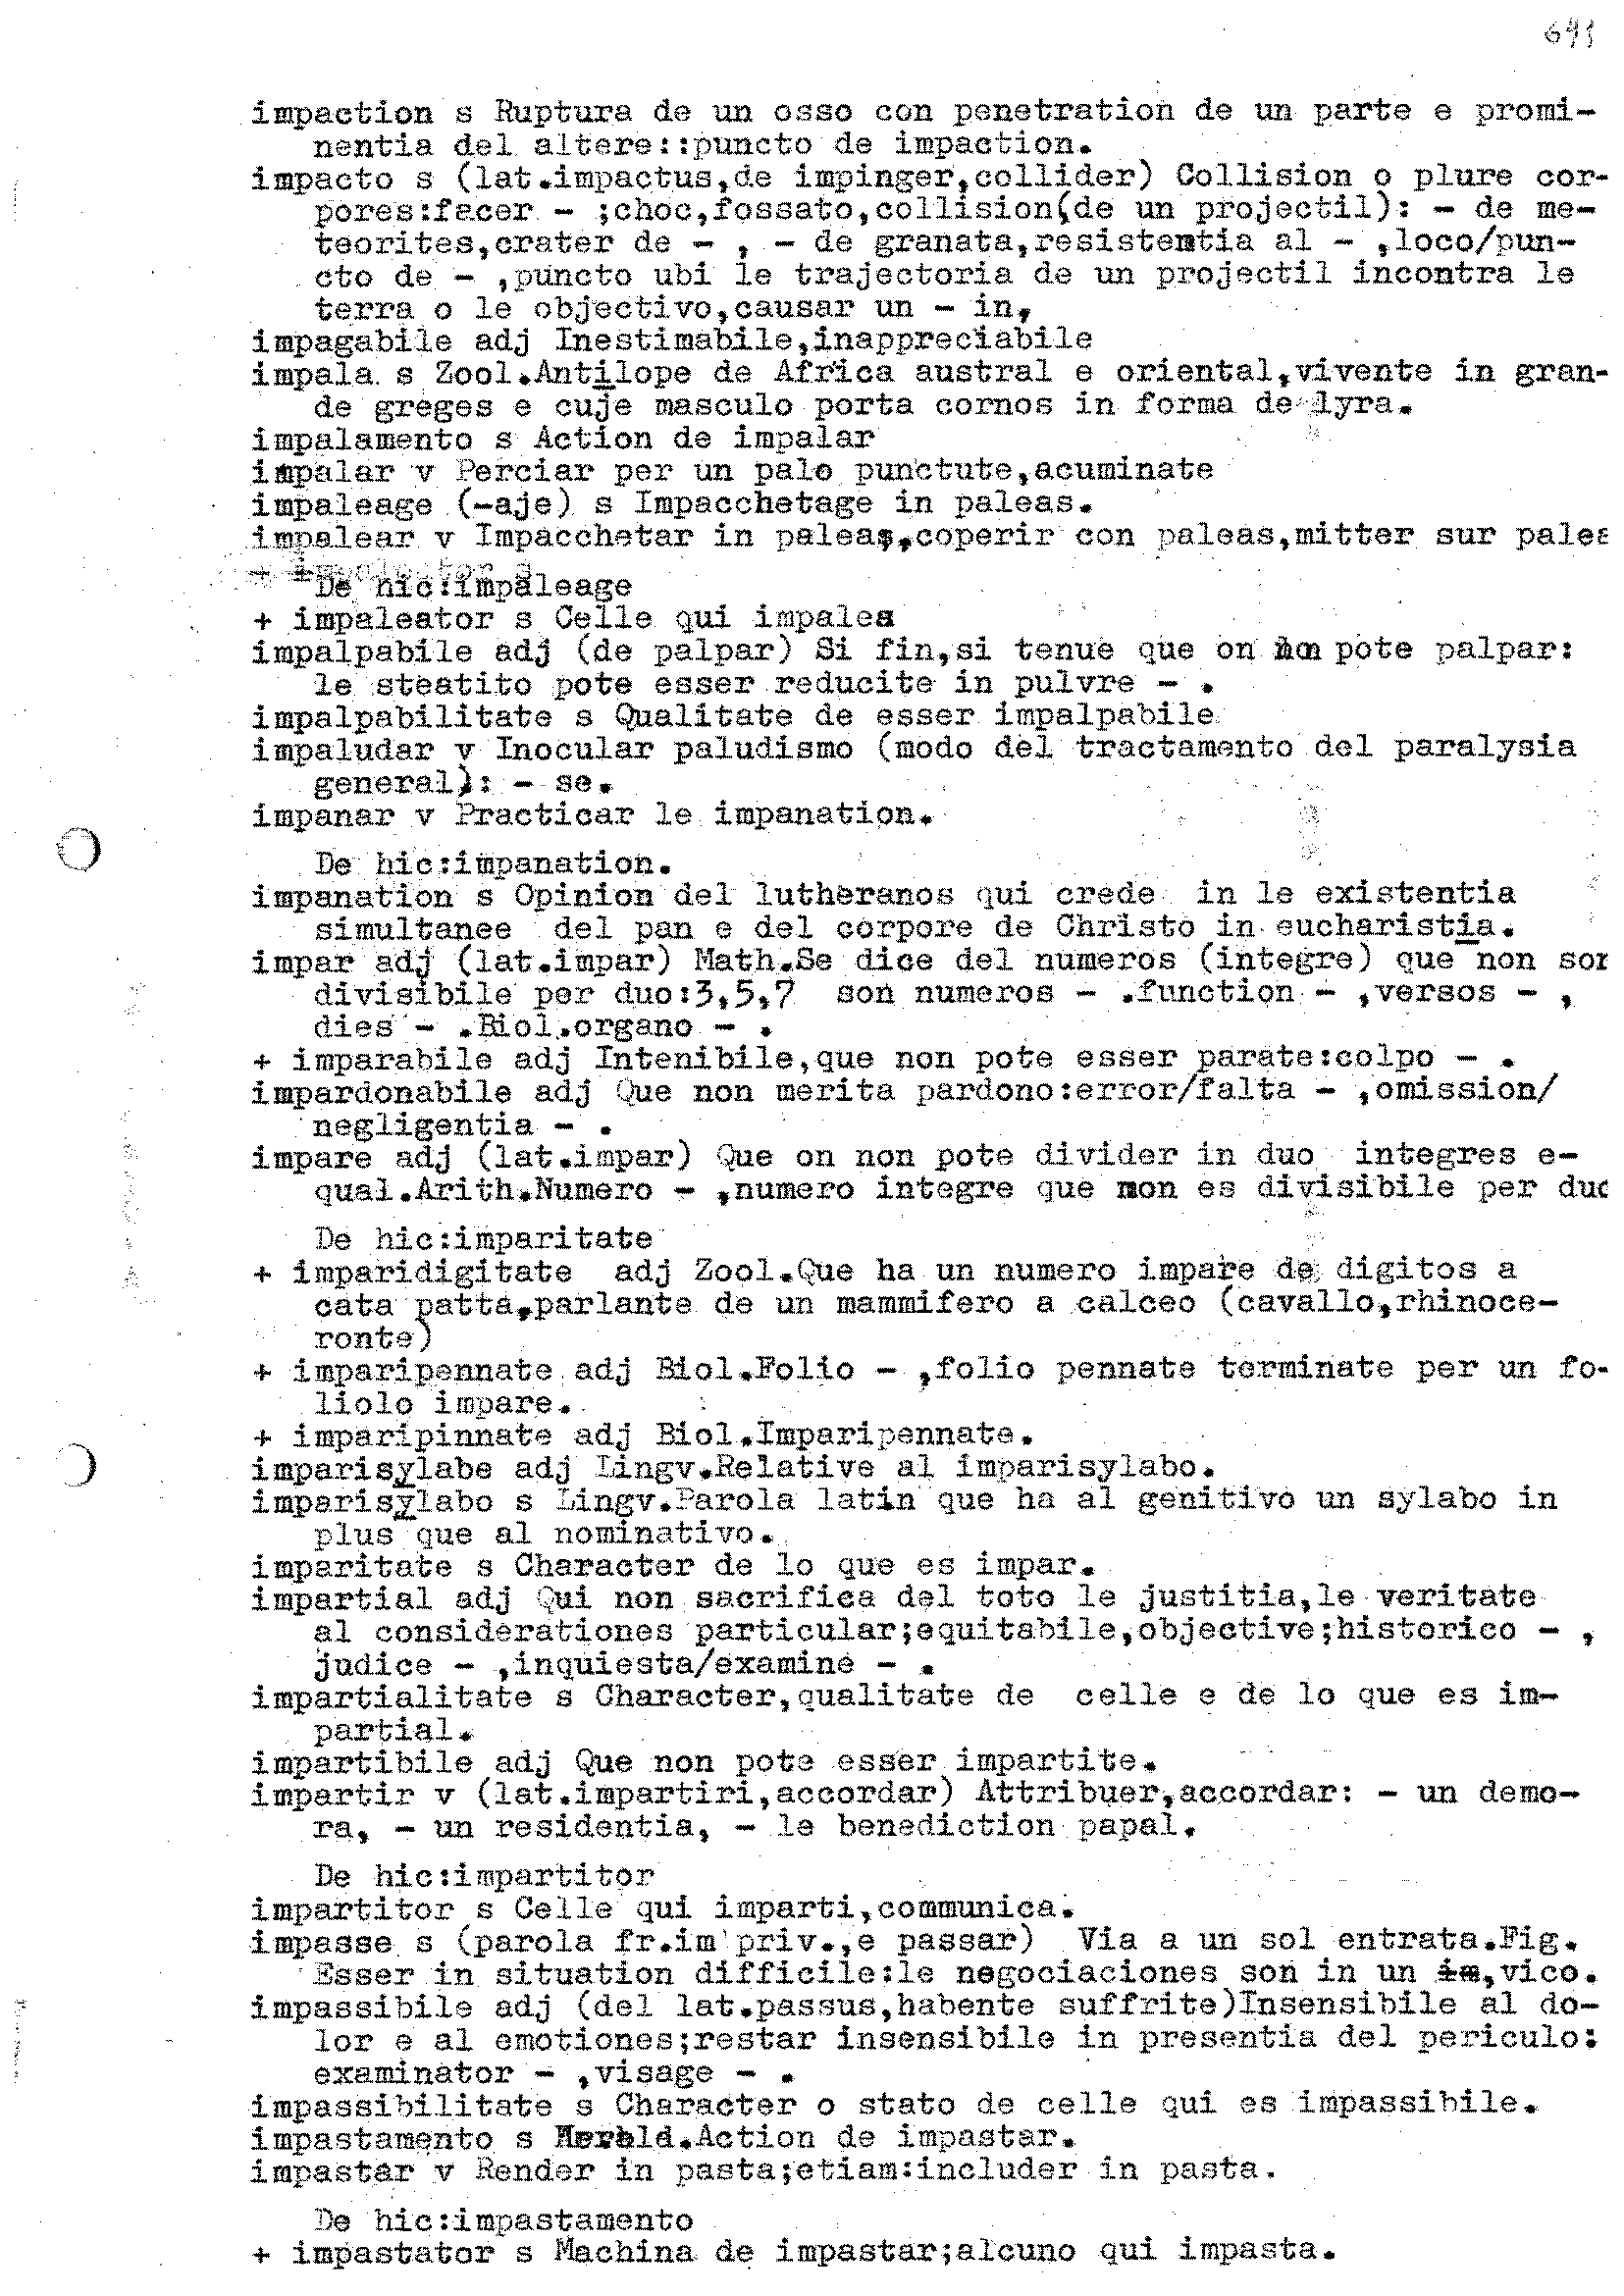 691
impaction s Ruptura de un osso con penetration de un parte e promi-
nentia del altere::puncto de impaction.
impacto s (lat.impactus,de impinger,collider) Collision o plure cor-
pores:facer - ;choc,fossato,collision(de un projectil): - de me-
teorites,crater de - , - de granata,resistentia al - ,loco/pun-
cto de - ,puncto ubi le trajectoria de un projectil incontra le
terra o le objectivo,causar un - in,
impagabile adj Inestimabile,inappreciabile
impala s Zool.Antilope de Africa austral e oriental,vivente in gran-
de greges e cuje masculo porta cornos in forma de lyra.
impalamento s Action de impalar
impalar v Perciar per un palo punctute,acuminate
impaleage (-aje) s Impacchetage in paleas.
impalear v Impacchetar in paleas,coperir con paleas,mitter sur palea
De hic:impaleage
+ impaleator s Celle qui impalea
impalpabile adj (de palpar) Si fin,si tenue que on non pote palpar:
le steatito pote esser reducite in pulvre - .
impalpabilitate s Qualitate de esser impalpabile
impaludar v Inocular paludismo (modo del tractamento del paralysia
general): - se.
impanar v Practicar le impanation.
De hic:impanation.
impanation s Opinion del lutheranos qui crede in le existentia
simultanee del pan e del corpore de Christo in eucharistia.
impar adj (lat.impar) Math.Se dice del numeros (integre) que non son
divisibile per duo:3,5,7 son numeros - .function - ,versos - ,
dies - .Biol.organo - .
+ imparabile adj Intenibile,que non pote esser parate:colpo - .
impardonabile adj Que non merita pardono:error/falta - ,omission/
negligentia - .
impare adj (lat.impar) Que on non pote divider in duo integres e-
qual.Arith.Numero - ,numero integre que non es divisibile per duo
De hic:imparitate
+ imparidigitate adj Zool.Que ha un numero impare de digitos a
cata patta,parlante de un mammifero a calceo (cavallo,rhinoce-
ronte)
+ imparipennate adj Biol.Folio - ,folio pennate terminate per un fo-
liolo impare.
+ imparipinnate adj Biol.Imparipennate.
imparisylabe adj Lingv.Relative al imparisylabo.
imparisylabo s Lingv.Parola latin que ha al genitivo un sylabo in
plus que al nominativo.
imparitate s Character de lo que es impar.
impartial adj Qui non sacrifica del toto le justitia,le veritate
al considerationes particular;equitabile,objective;historico - ,
judice - ,inquiesta/examine - .
impartialitate s Character,qualitate de celle e de lo que es im-
partial.
impartibile adj Que non pote esser impartite.
impartir v (lat.impartiri,accordar) Attribuer,accordar: - un demo-
ra, - un residentia, - le benediction papal.
De hic:impartitor
impartitor s Celle qui imparti,communica.
impasse s (parola fr.im priv.,e passar) Via a un sol entrata.Fig.
Esser in situation difficile:le negociaciones son in un im,vico.
impassibile adj (del lat.passus,habente suffrite)Insensibile al do-
lor e al emotiones;restar insensibile in presentia del periculo:
examinator - ,visage - .
impassibilitate s Character o stato de celle qui es impassibile.
impastamento s Herald.Action de impastar.
impastar v Render in pasta;etiam:includer in pasta.
De hic:impastamento
+ impastator s Machina de impastar;alcuno qui impasta.